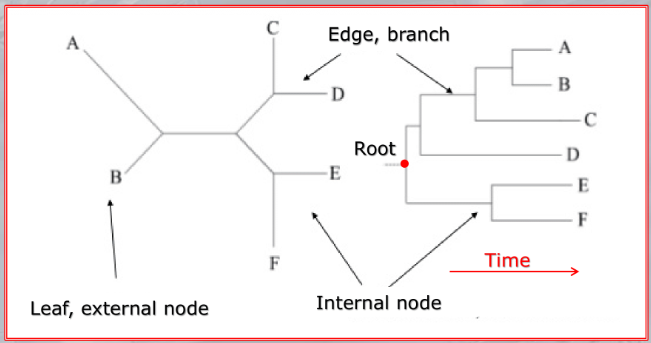 C
Edge, branch
A
A
B
D
C
Root
D
B
E
E
F
F
Time
Leaf, external node
Internal node